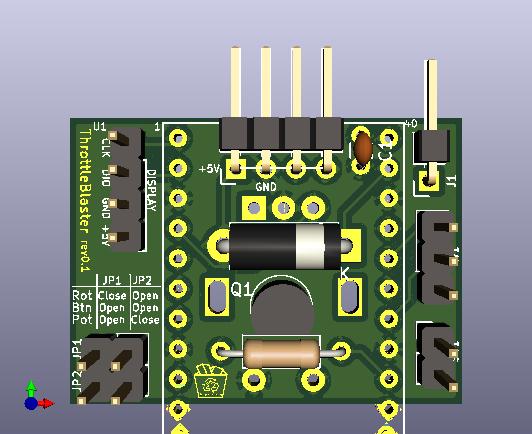 U1
1
40
CLK
DIO
GND
+5V
DISPLAY
ThrottleBlaster rev0.1
+5V
GND
C1
J1
K
Q1
JP1 JP2
Rot Close Open
Btn Open Open
Pot Open Close
JP1
JP2